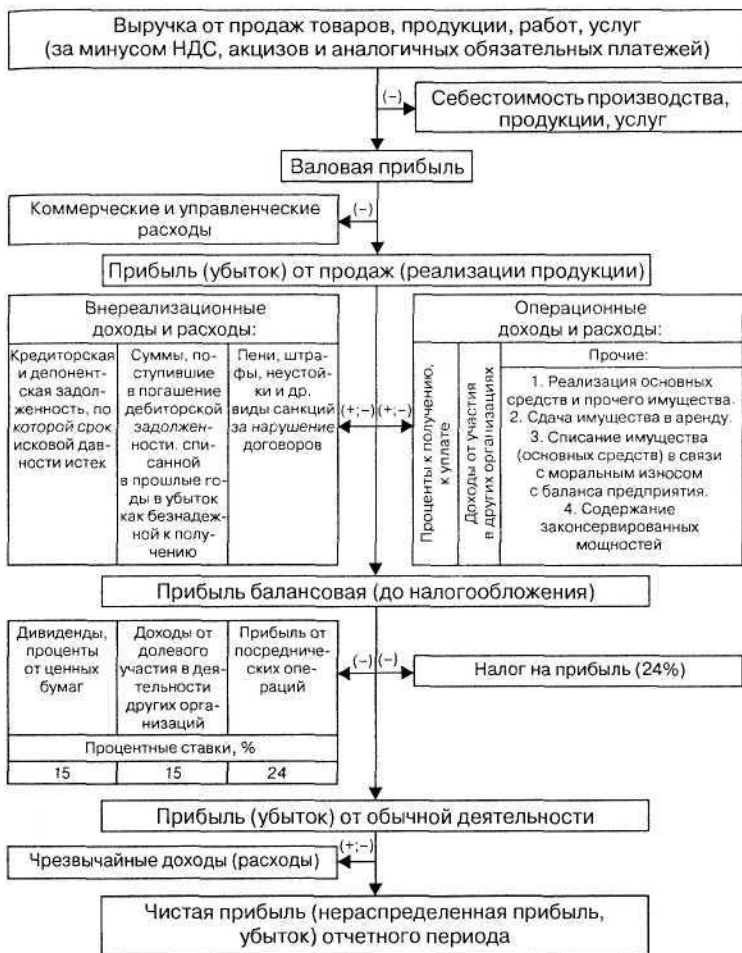 Выручка от продаж товаров, продукции, работ, услуг
(за минусом НДС, акцизов и аналогичных обязательных платежей)
(–)
Себестоимость производства,
продукции, услуг
Валовая прибыль
Коммерческие и управленческие
расходы
(–)
Прибыль (убыток) от продаж (реализации продукции)
Внереализационные
доходы и расходы:
Кредиторская
и депонент-
ская задол-
женность, по
которой срок
исковой дав-
ности истек
Суммы, по-
ступившие
в погашение
дебиторской
задолжен-
ности. спи-
санной
в прошлые го-
ды в убыток
как безнадеж-
ной к полу-
чению
Пени, штра-
фы, неустой-
ки и др.
виды санкций
за нарушение
договоров
(+;–)
(+;–)
Операционные
доходы и расходы:
Проценты к получению,
к уплате
Доходы от участия
в других организациях
Прочие:
1. Реализация основных
средств и прочего имущества.
2. Сдача имущества в аренду.
3. Списание имущества
(основных средств) в связи
с моральным износом
с баланса предприятия.
4. Содержание
законсервированных
мощностей
Прибыль балансовая (до налогообложения)
Дивиденды,
проценты
от ценных
бумаг
Доходы от
долевого
участия в дея-
тельности
других орга-
низаций
Прибыль от
посредни-
ческих опе-
раций
Процентные ставки, %
15 15 24
(–)
(–)
Налог на прибыль (24%)
Прибыль (убыток) от обычной деятельности
Чрезвычайные доходы (расходы)
(+;–)
Чистая прибыль (нераспределенная прибыль,
убыток) отчетного периода